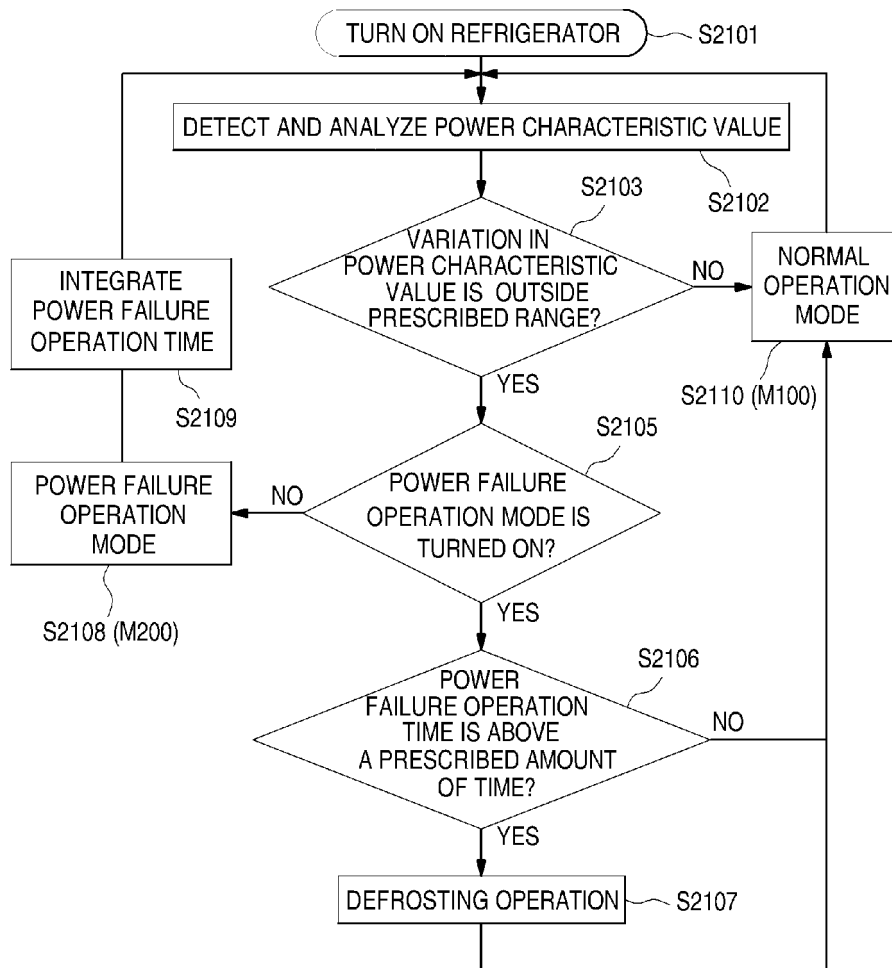 TURN ON REFRIGERATOR
S2101
DETECT AND ANALYZE POWER CHARACTERISTIC VALUE
S2102
S2103
VARIATION IN
POWER CHARACTERISTIC
VALUE IS OUTSIDE
PRESCRIBED RANGE?
NO
NORMAL
OPERATION
MODE
S2110 (M100)
INTEGRATE
POWER FAILURE
OPERATION TIME
S2109
YES
S2105
POWER FAILURE
OPERATION MODE IS
TURNED ON?
NO
POWER FAILURE
OPERATION
MODE
S2108 (M200)
YES
S2106
POWER
FAILURE OPERATION
TIME IS ABOVE
A PRESCRIBED AMOUNT
OF TIME?
NO
YES
DEFROSTING OPERATION
S2107